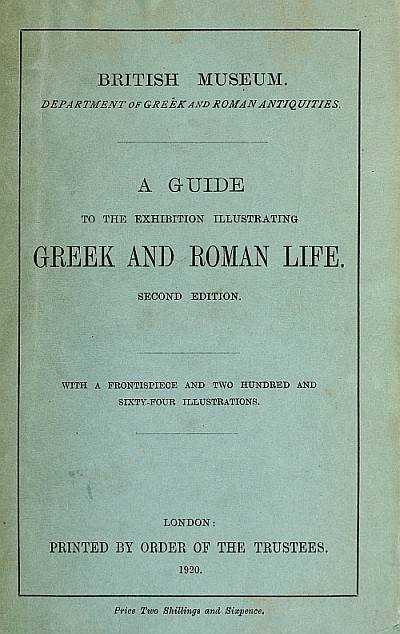 BRITISH MUSEUM.
DEPARTMENT OF GREEK AND ROMAN ANTIQUITIES.
A GUIDE
TO THE EXHIBITION ILLUSTRATING
GREEK AND ROMAN LIFE.
SECOND EDITION.
WITH A FRONTISPIECE AND TWO HUNDRED AND
SIXTY-FOUR ILLUSTRATIONS.
LONDON:
PRINTED BY ORDER OF THE TRUSTEES.
1920.
Price Two Shillings and Sixpence.